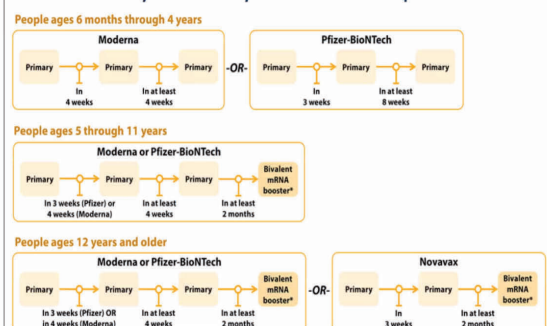 People ages 6 months through 4 years
Moderna
Primary Primary Primary
In
4 weeks
In at least
4 weeks
-OR-
Pfizer-BioNTech
Primary Primary Primary
In
3 weeks
In at least
8 weeks
People ages 5 through 11 years
Moderna or Pfizer-BioNTech
Primary Primary Primary
Bivalent
mRNA
booster*
In 3 weeks (Pfizer) or
4 weeks (Moderna)
In at least
4 weeks
In at least
2 months
People ages 12 years and older
Moderna or Pfizer-BioNTech
Primary Primary Primary
Bivalent
mRNA
booster*
In 3 weeks (Pfizer) OR
in 4 weeks (Moderna)
In at least
4 weeks
In at least
2 months
-OR-
Novavax
Primary Primary
Bivalent
mRNA
booster*
In
3 weeks
In at least
2 months